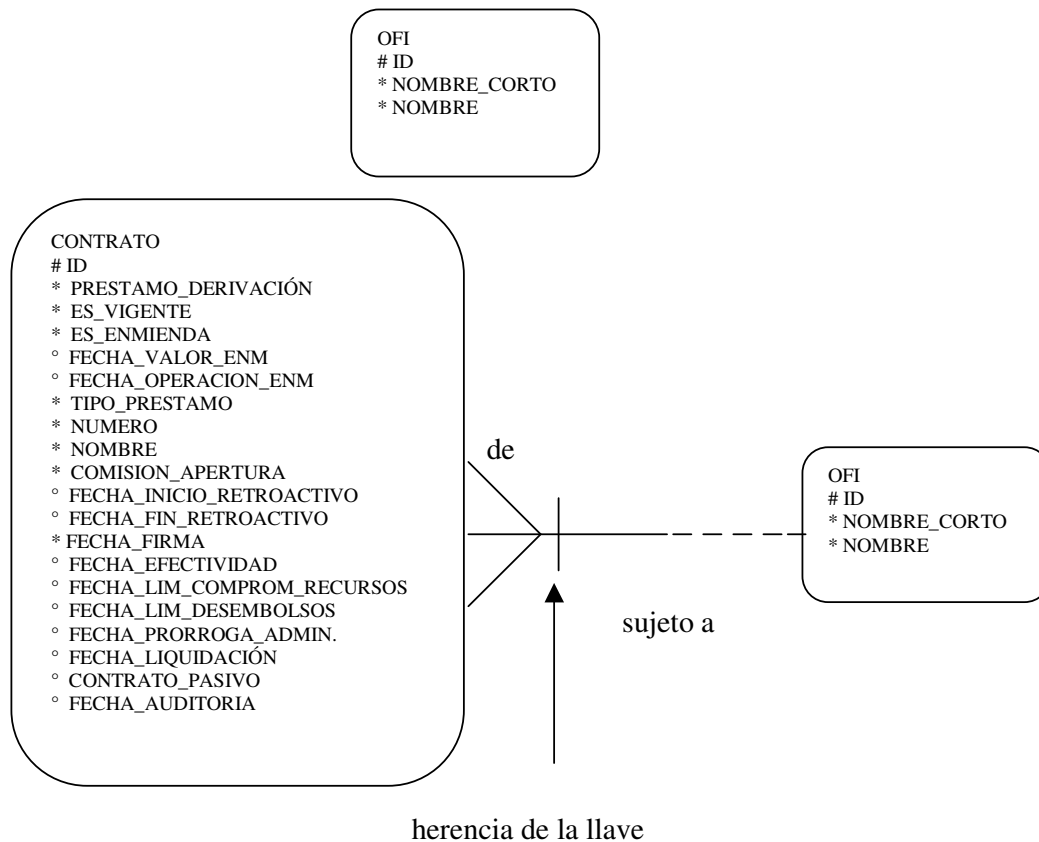 OFI
# ID
* NOMBRE_CORTO
* NOMBRE
CONTRATO
# ID
* PRESTAMO_DERIVACIÓN
* ES_VIGENTE
* ES_ENMIENDA
° FECHA_VALOR_ENM
° FECHA_OPERACION_ENM
* TIPO_PRESTAMO
* NUMERO
* NOMBRE
* COMISION_APERTURA
° FECHA_INICIO_RETROACTIVO
° FECHA_FIN_RETROACTIVO
* FECHA_FIRMA
° FECHA_EFECTIVIDAD
° FECHA_LIM_COMPROM_RECURSOS
° FECHA_LIM_DESEMBOLSOS
° FECHA_PRORROGA_ADMIN.
° FECHA_LIQUIDACIÓN
° CONTRATO_PASIVO
° FECHA_AUDITORIA
de
sujeto a
OFI
# ID
* NOMBRE_CORTO
* NOMBRE
herencia de la llave